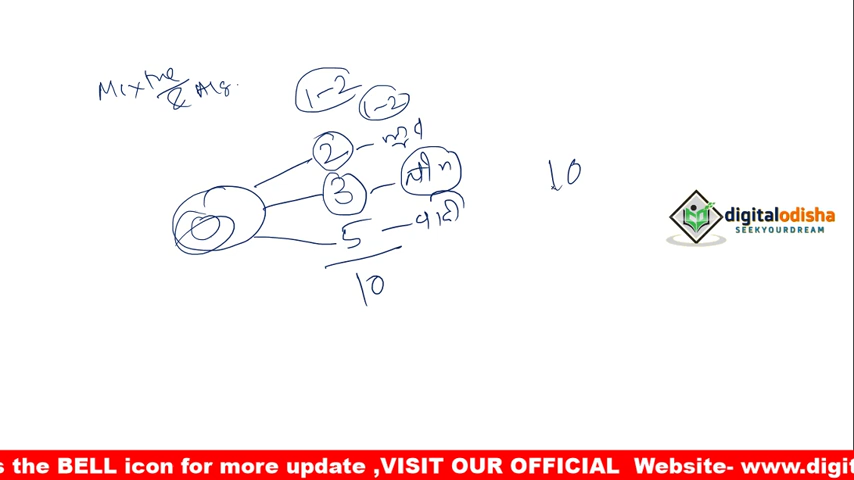 Mixture & Alg.
1-2
1-2
2 -
3 -
5 -
10
10
digitalodisha
SEEKYOURDREAM
s the BELL icon for more update ,VISIT OUR OFFICIAL Website- www.digit